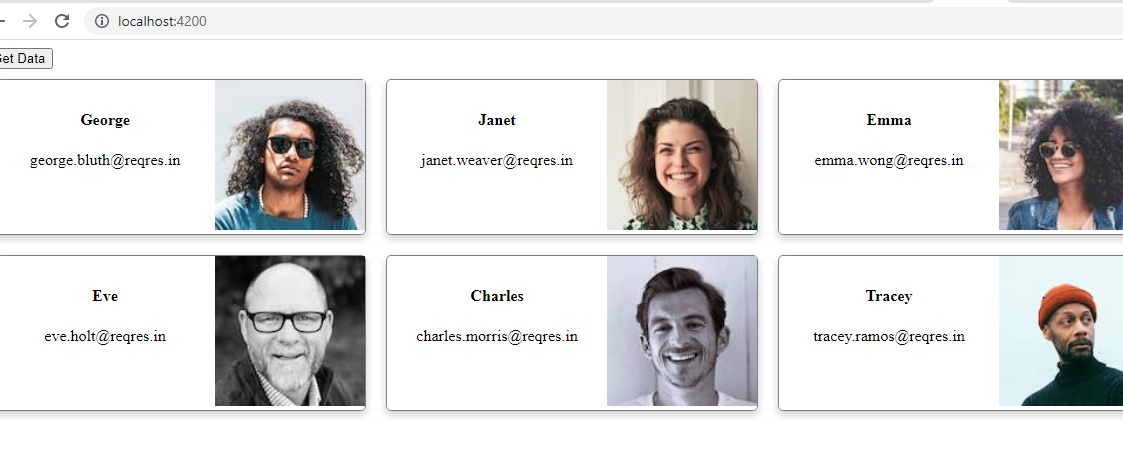 localhost:4200
Get Data
George
george.bluth@reqres.in
Janet
janet.weaver@reqres.in
Emma
emma.wong@reqres.in
Eve
eve.holt@reqres.in
Charles
charles.morris@reqres.in
Tracey
tracey.ramos@reqres.in